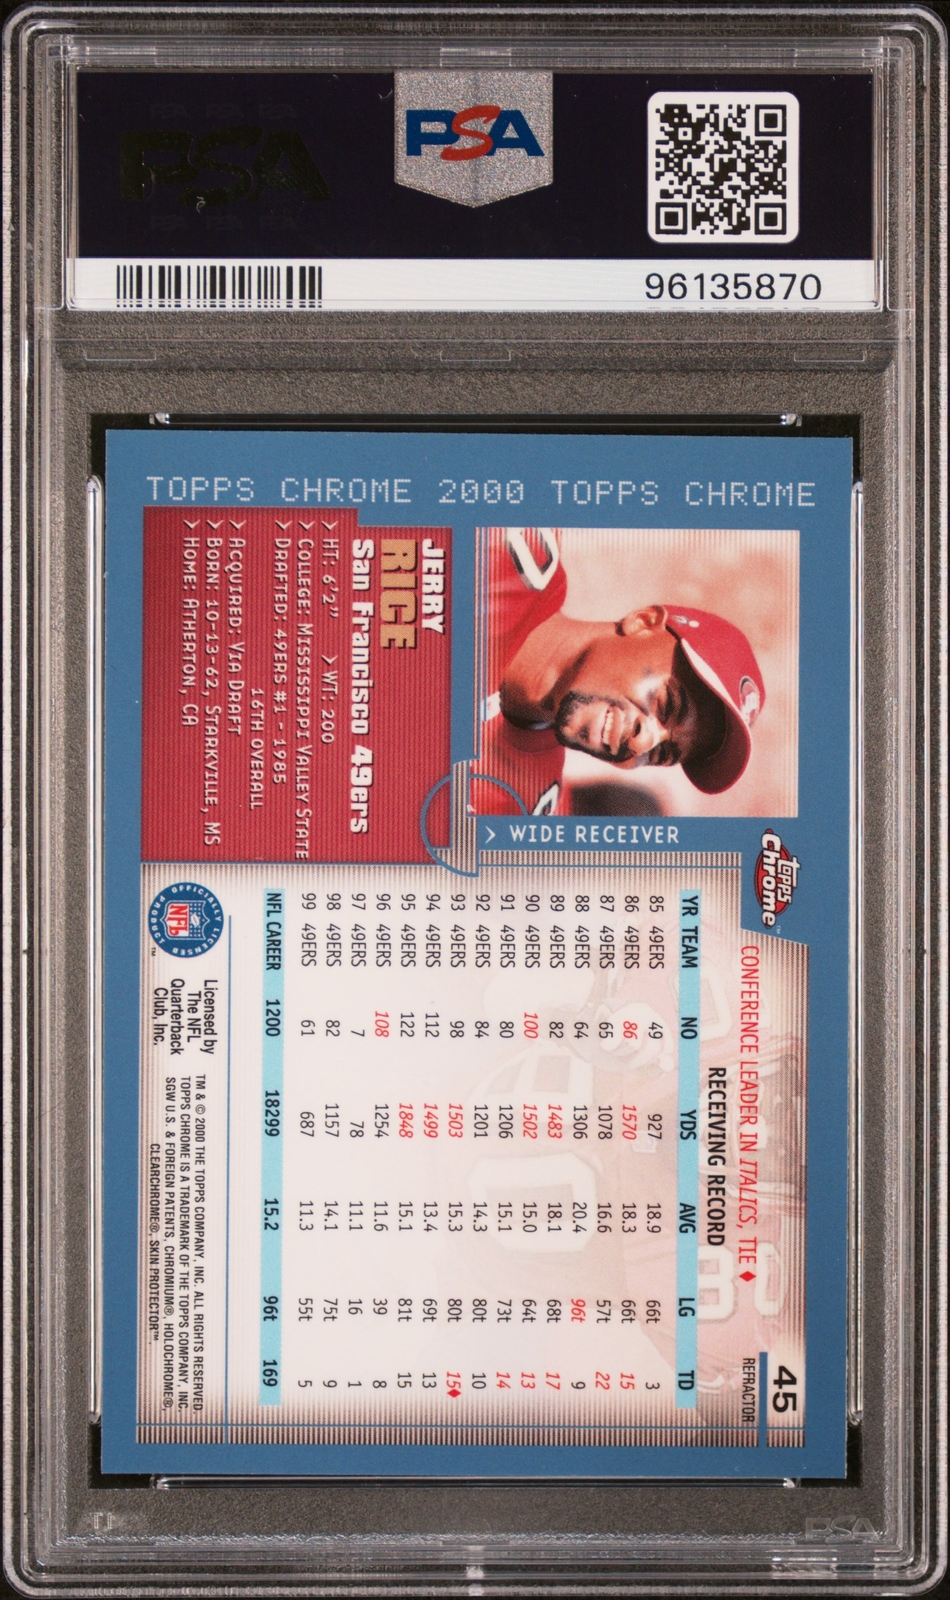 PSA
PSA
96135870
TOPPS CHROME 2000 TOPPS CHROME
JERRY
RICE
San Francisco 49ers
> HT: 6'2" > WT: 200
> COLLEGE: MISSISSIPPI VALLEY STATE
> DRAFTED: 49ERS #1 - 1985
16TH OVERALL
> ACQUIRED: VIA DRAFT
> BORN: 10-13-62, STARKVILLE, MS
> HOME: ATHERTON, CA
> WIDE RECEIVER
topps
Chrome™
45
REFRACTOR
CONFERENCE LEADER IN ITALICS, TIE ♦
RECEIVING RECORD
YR TEAM NO YDS AVG LG TD
85 49ERS 49 927 18.9 66t 3
86 49ERS 86 1570 18.3 66t 15
87 49ERS 65 1078 16.6 57t 22
88 49ERS 64 1306 20.4 96t 9
89 49ERS 82 1483 18.1 68t 17
90 49ERS 100 1502 15.0 64t 13
91 49ERS 80 1206 15.1 73t 14
92 49ERS 84 1201 14.3 80t 10
93 49ERS 98 1503 15.3 80t 15♦
94 49ERS 112 1499 13.4 69t 13
95 49ERS 122 1848 15.1 81t 15
96 49ERS 108 1254 11.6 39 8
97 49ERS 7 78 11.1 16 1
98 49ERS 82 1157 14.1 75t 9
99 49ERS 61 687 11.3 55t 5
NFL CAREER 1200 18299 15.2 96t 169
OFFICIALLY LICENSED PRODUCT
NFL
™
Licensed by
The NFL
Quarterback
Club, Inc.
TM & © 2000 THE TOPPS COMPANY, INC. ALL RIGHTS RESERVED.
TOPPS CHROME IS A TRADEMARK OF THE TOPPS COMPANY, INC.
SGW U.S. & FOREIGN PATENTS, CHROMIUM®, HOLOCHROME®,
CLEARCHROME®, SKIN PROTECTOR™.
PSA